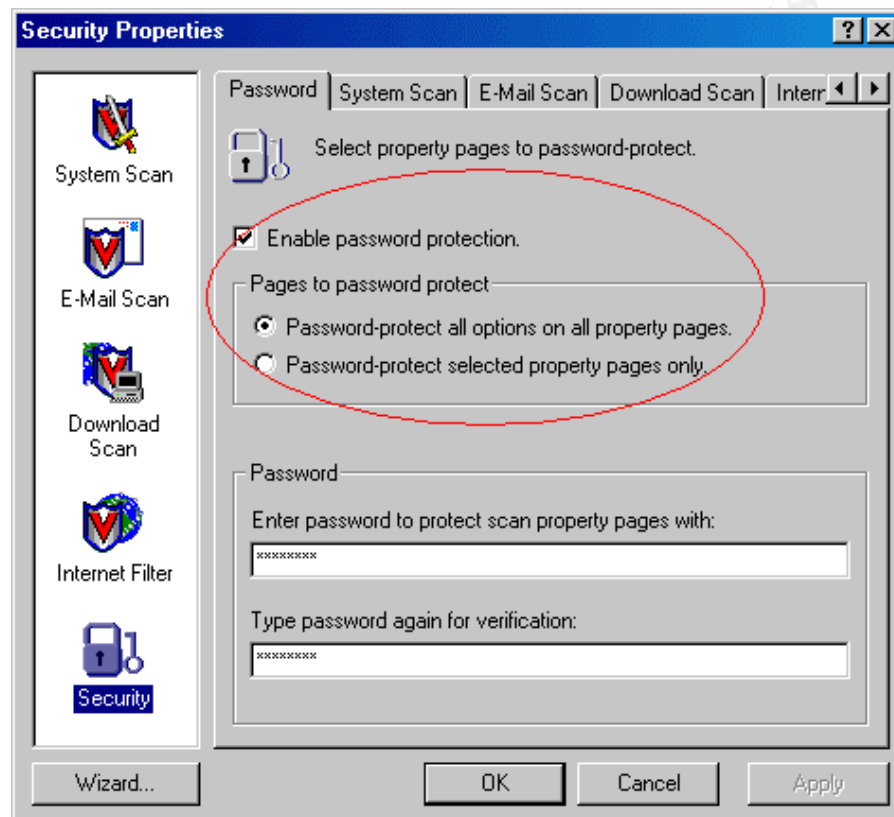 Security Properties
Password
System Scan
E-Mail Scan
Download Scan
Intern
Select property pages to password-protect.
Enable password protection.
Pages to password protect
Password-protect all options on all property pages.
Password-protect selected property pages only.
Password
Enter password to protect scan property pages with:
********
Type password again for verification:
********
System Scan
E-Mail Scan
Download
Scan
Internet Filter
Security
Wizard...
OK
Cancel
Apply